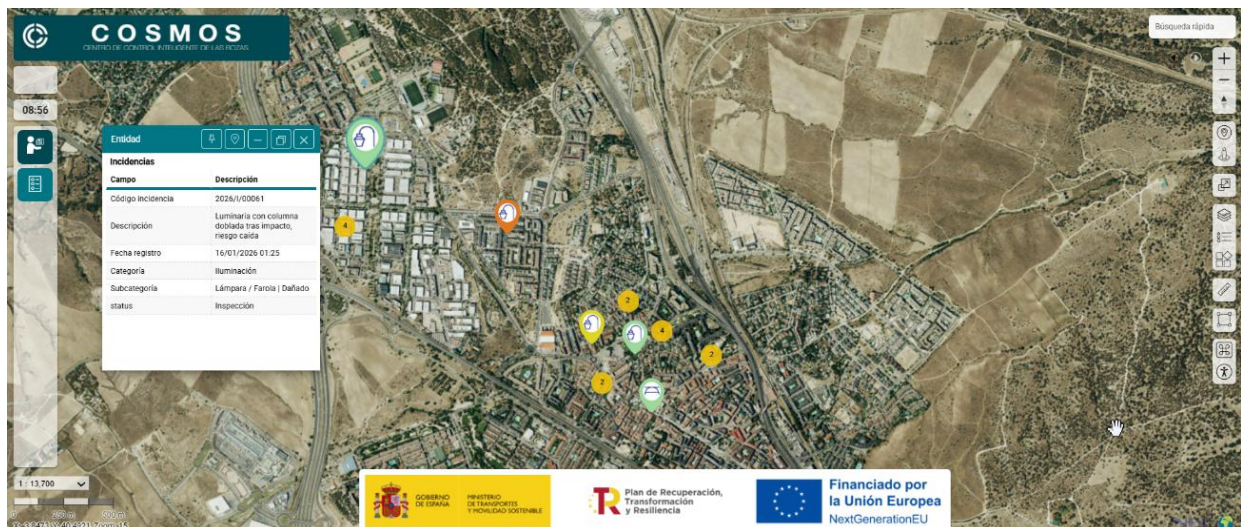 COSMOS
CENTRO DE CONTROL INTELIGENTE DE LAS ROZAS
Búsqueda rápida
08:56
Entidad
Incidencias
Campo Descripción
Código incidencia 2026/I/00061
Descripción Luminaria con columna
doblada tras impacto,
riesgo caída
Fecha registro 16/01/2026 01:25
Categoría Iluminación
Subcategoría Lámpara / Farola | Dañado
status Inspección
4
2
4
2
2
1 : 13,700
0 250 m 500 m
GOBIERNO
DE ESPAÑA
MINISTERIO
DE TRANSPORTES
Y MOVILIDAD SOSTENIBLE
Plan de Recuperación,
Transformación
y Resiliencia
Financiado por
la Unión Europea
NextGenerationEU